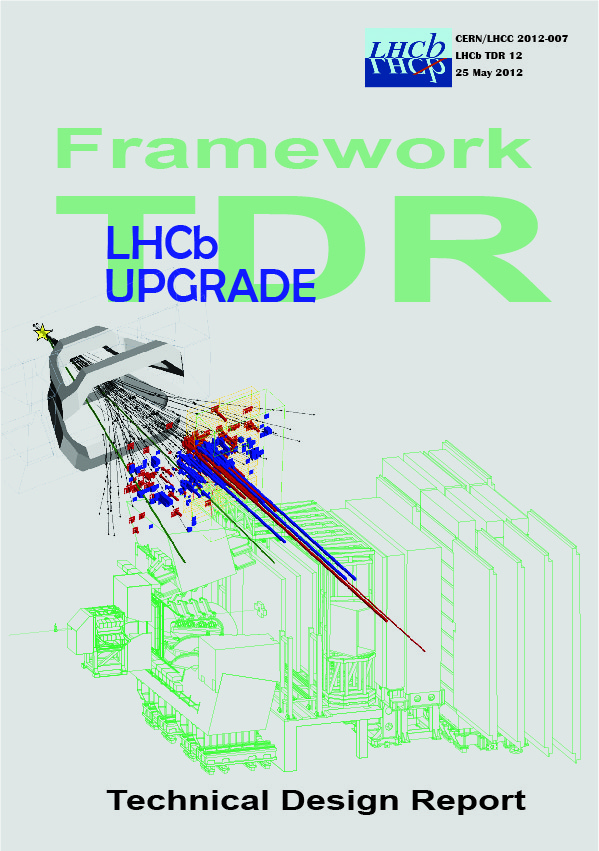 LHCb
LHCb
CERN/LHCC 2012-007
LHCb TDR 12
25 May 2012
Framework
TDR
LHCb
UPGRADE
Technical Design Report